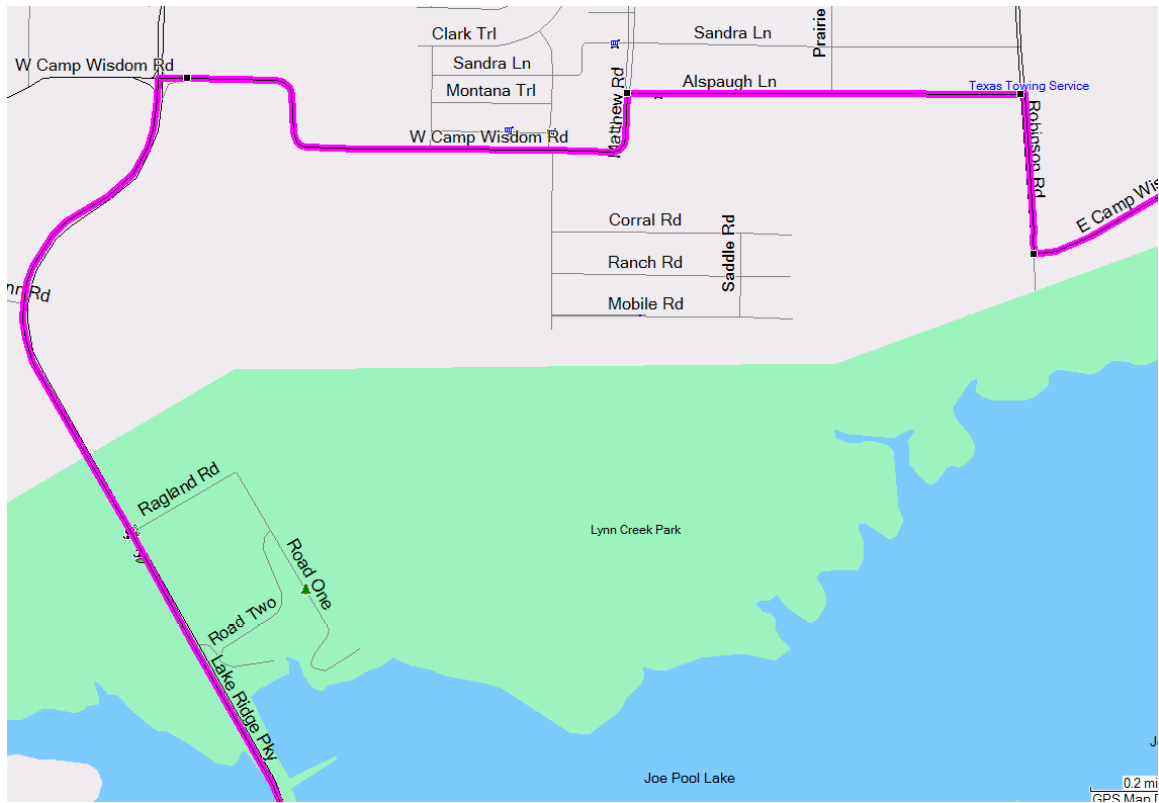 Clark Trl
Sandra Ln
Prairie
W Camp Wisdom Rd
Sandra Ln
Montana Trl
Matthew Rd
Alspaugh Ln
Texas Towing Service
W Camp Wisdom Rd
Robinson Rd
E Camp Wis
Corral Rd
Saddle Rd
Ranch Rd
nn Rd
Mobile Rd
Ragland Rd
Lynn Creek Park
Road One
Road Two
Lake Ridge Pky
Joe Pool Lake
J
0.2 mi
GPS Map D